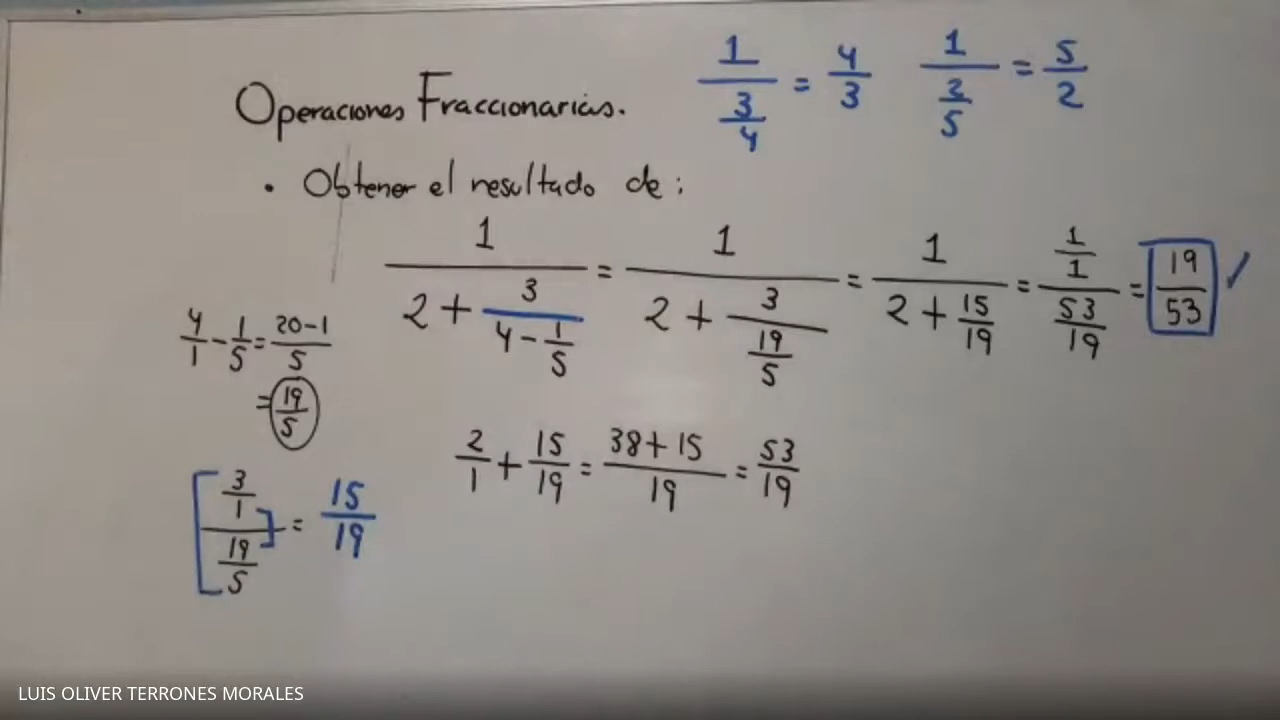 Operaciones Fraccionarias.
1/(3/4) = 4/3   1/(2/5) = 5/2
• Obtener el resultado de:
1/(2 + 3/(4 - 1/5)) = 1/(2 + 3/(19/5)) = 1/(2 + 15/19) = (1/1)/(53/19) = 19/53 ✓
4/1 - 1/5 = (20-1)/5
= 19/5
2/1 + 15/19 = (38+15)/19 = 53/19
[(3/1)/(19/5)] = 15/19
LUIS OLIVER TERRONES MORALES